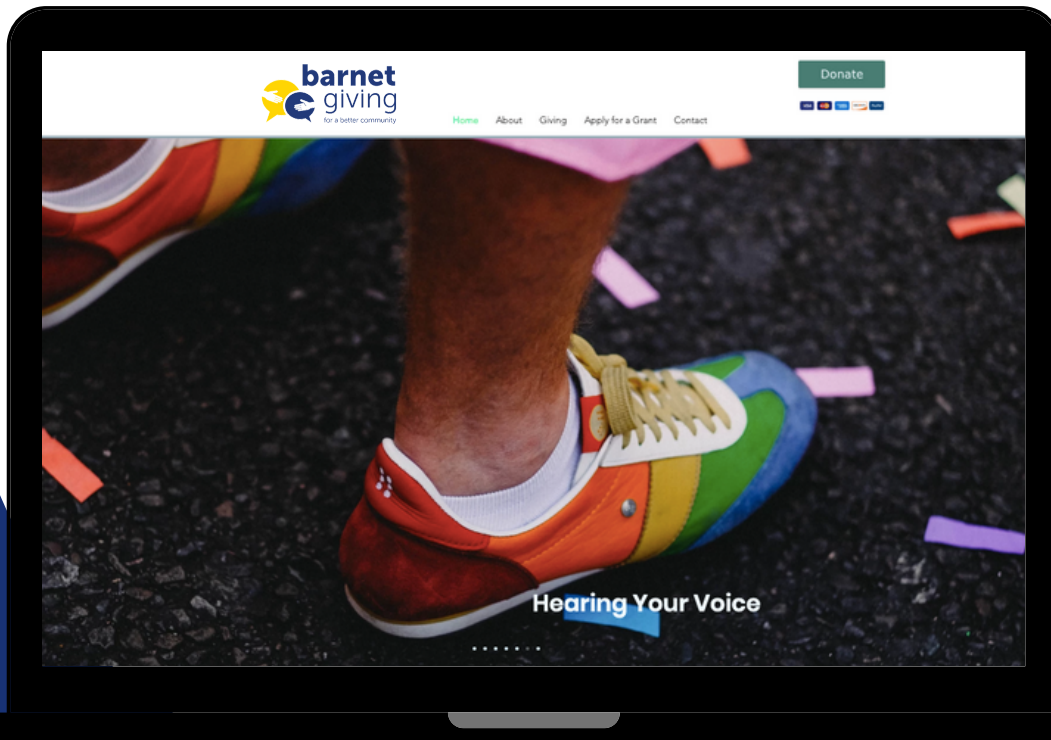 barnet
giving
for a better community
Home About Giving Apply for a Grant Contact
Donate
Hearing Your Voice